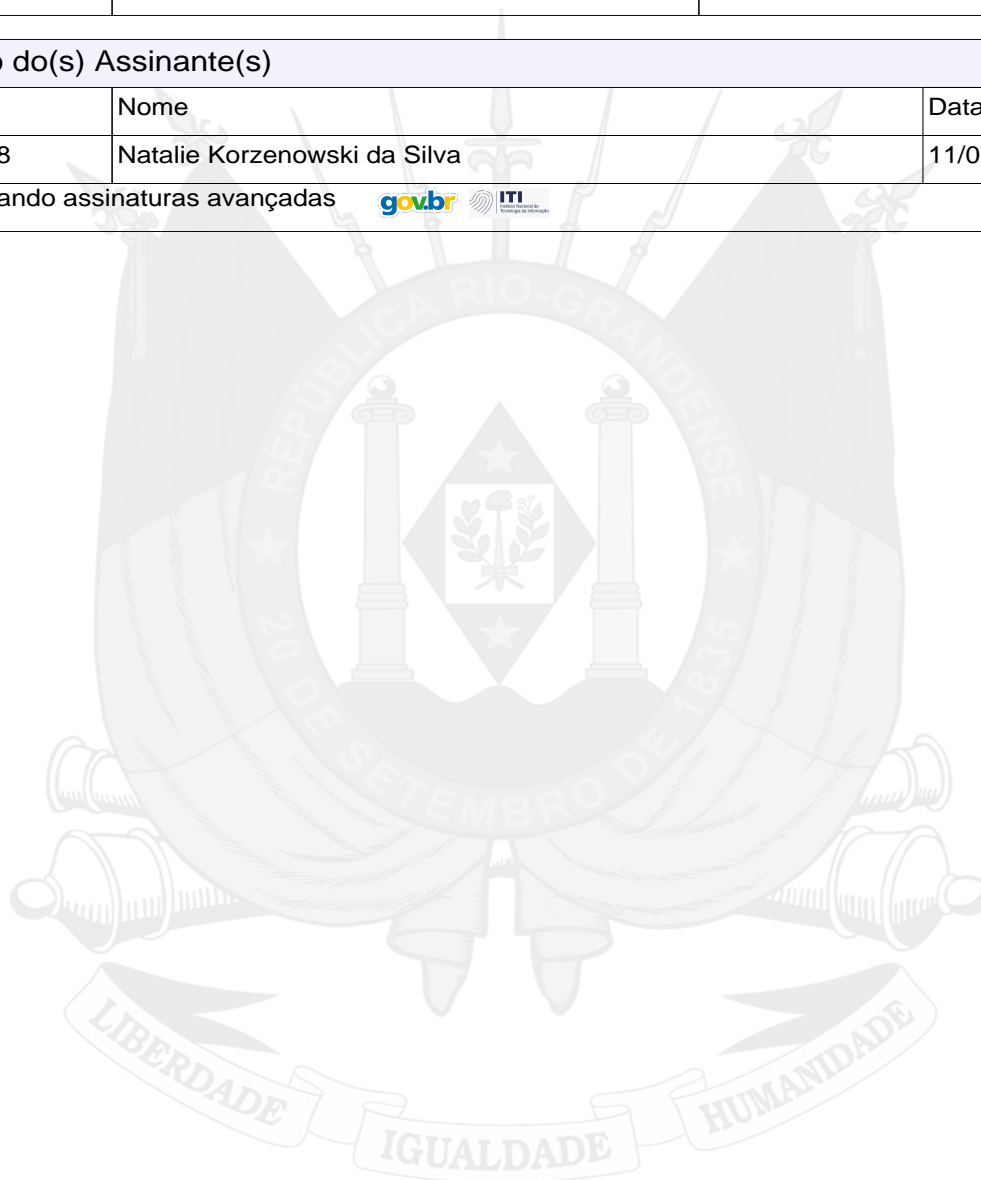 o do(s) Assinante(s)
Nome Data
8 Natalie Korzenowski da Silva 11/0
ando assinaturas avançadas gov.br ITI
REPÚBLICA RIO-GRANDENSE
20 DE SETEMBRO DE 1835
LIBERDADE IGUALDADE HUMANIDADE